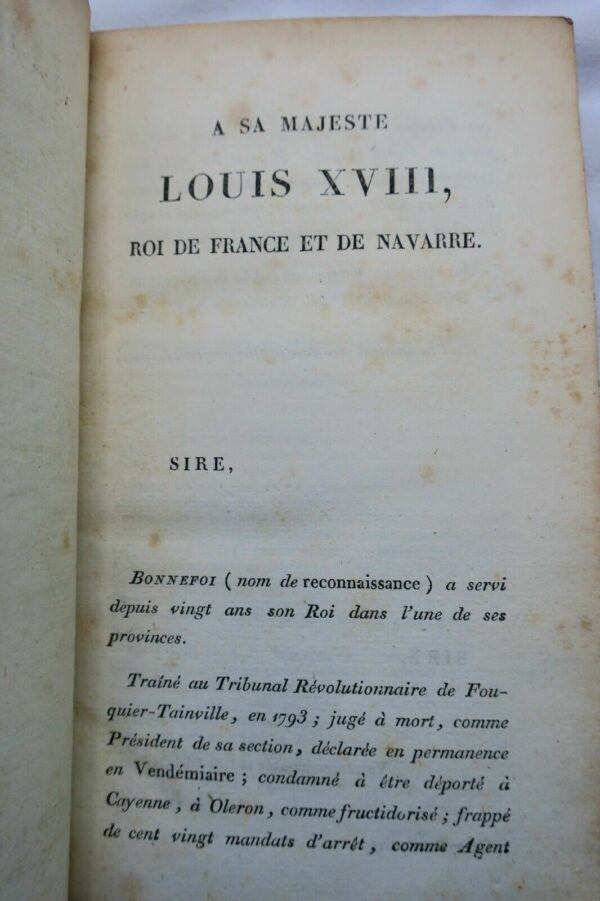 A SA MAJESTE
LOUIS XVIII,
ROI DE FRANCE ET DE NAVARRE.
SIRE,
BONNEFOI ( nom de reconnaissance ) a servi
depuis vingt ans son Roi dans l'une de ses
provinces.
Traîné au Tribunal Révolutionnaire de Fou-
quier-Tainville, en 1793 ; jugé à mort, comme
Président de sa section, déclarée en permanence
en Vendémiaire ; condamné à être déporté à
Cayenne, à Oleron, comme fructidorisé ; frappé
de cent vingt mandats d'arrêt, comme Agent